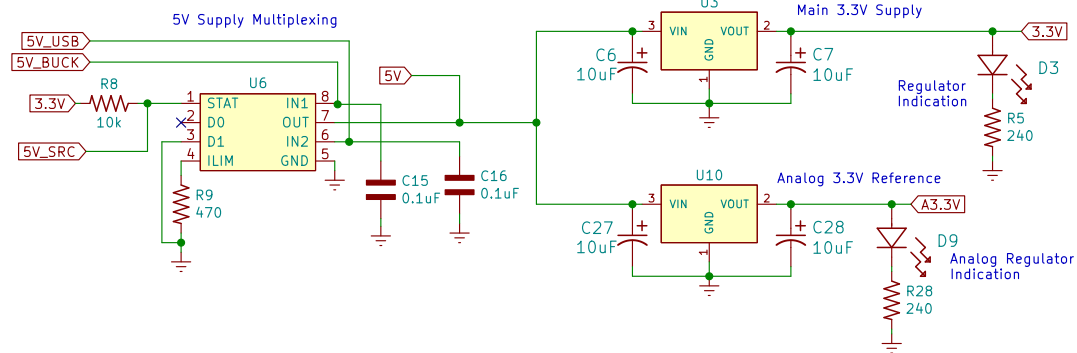 5V Supply Multiplexing
5V_USB
5V_BUCK
R8
3.3V
10k
5V_SRC
U6
1 STAT IN1 8
2 D0 OUT 7
3 D1 IN2 6
4 ILIM GND 5
R9
470
C15
0.1uF
C16
0.1uF
5V
U3
Main 3.3V Supply
3 VIN VOUT 2
GND
1
C6
10uF
C7
10uF
3.3V
D3
Regulator
Indication
R5
240
U10
Analog 3.3V Reference
3 VIN VOUT 2
GND
1
C27
10uF
C28
10uF
A3.3V
D9
Analog Regulator
Indication
R28
240